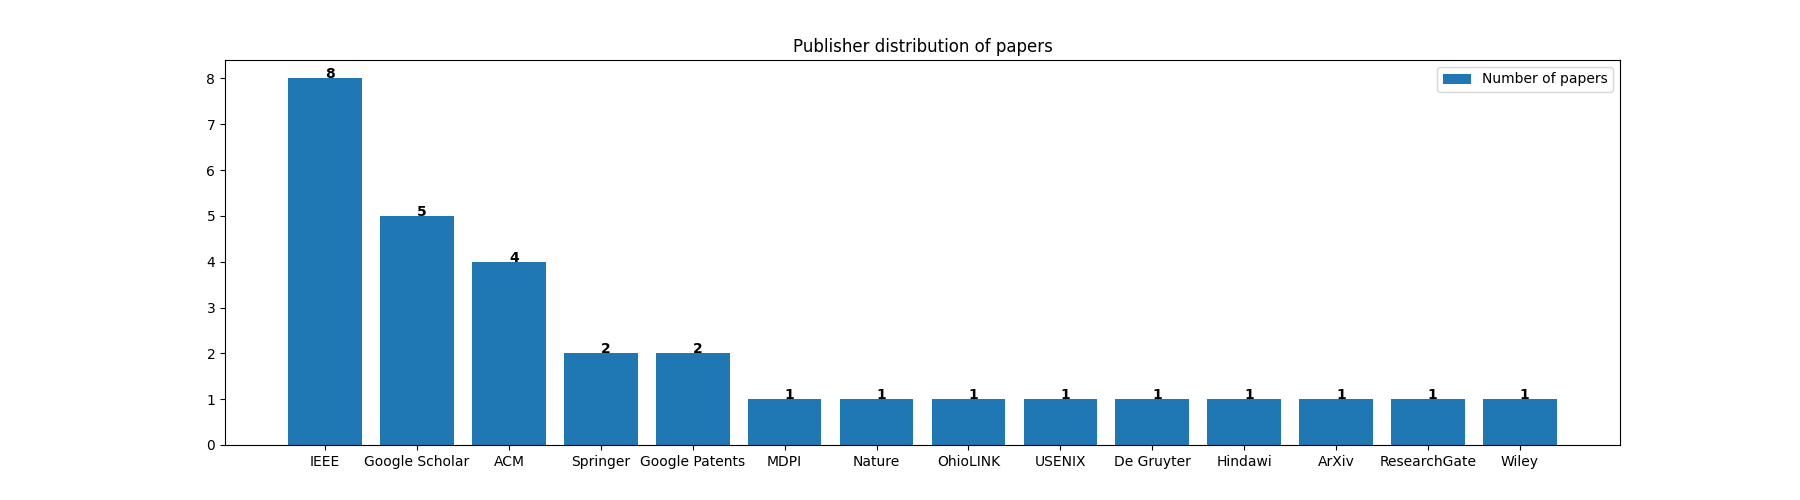 Publisher distribution of papers
Number of papers
8
7
6
5
4
3
2
1
0
8
5
4
2
2
1
1
1
1
1
1
1
1
1
IEEE
Google Scholar
ACM
Springer
Google Patents
MDPI
Nature
OhioLINK
USENIX
De Gruyter
Hindawi
ArXiv
ResearchGate
Wiley